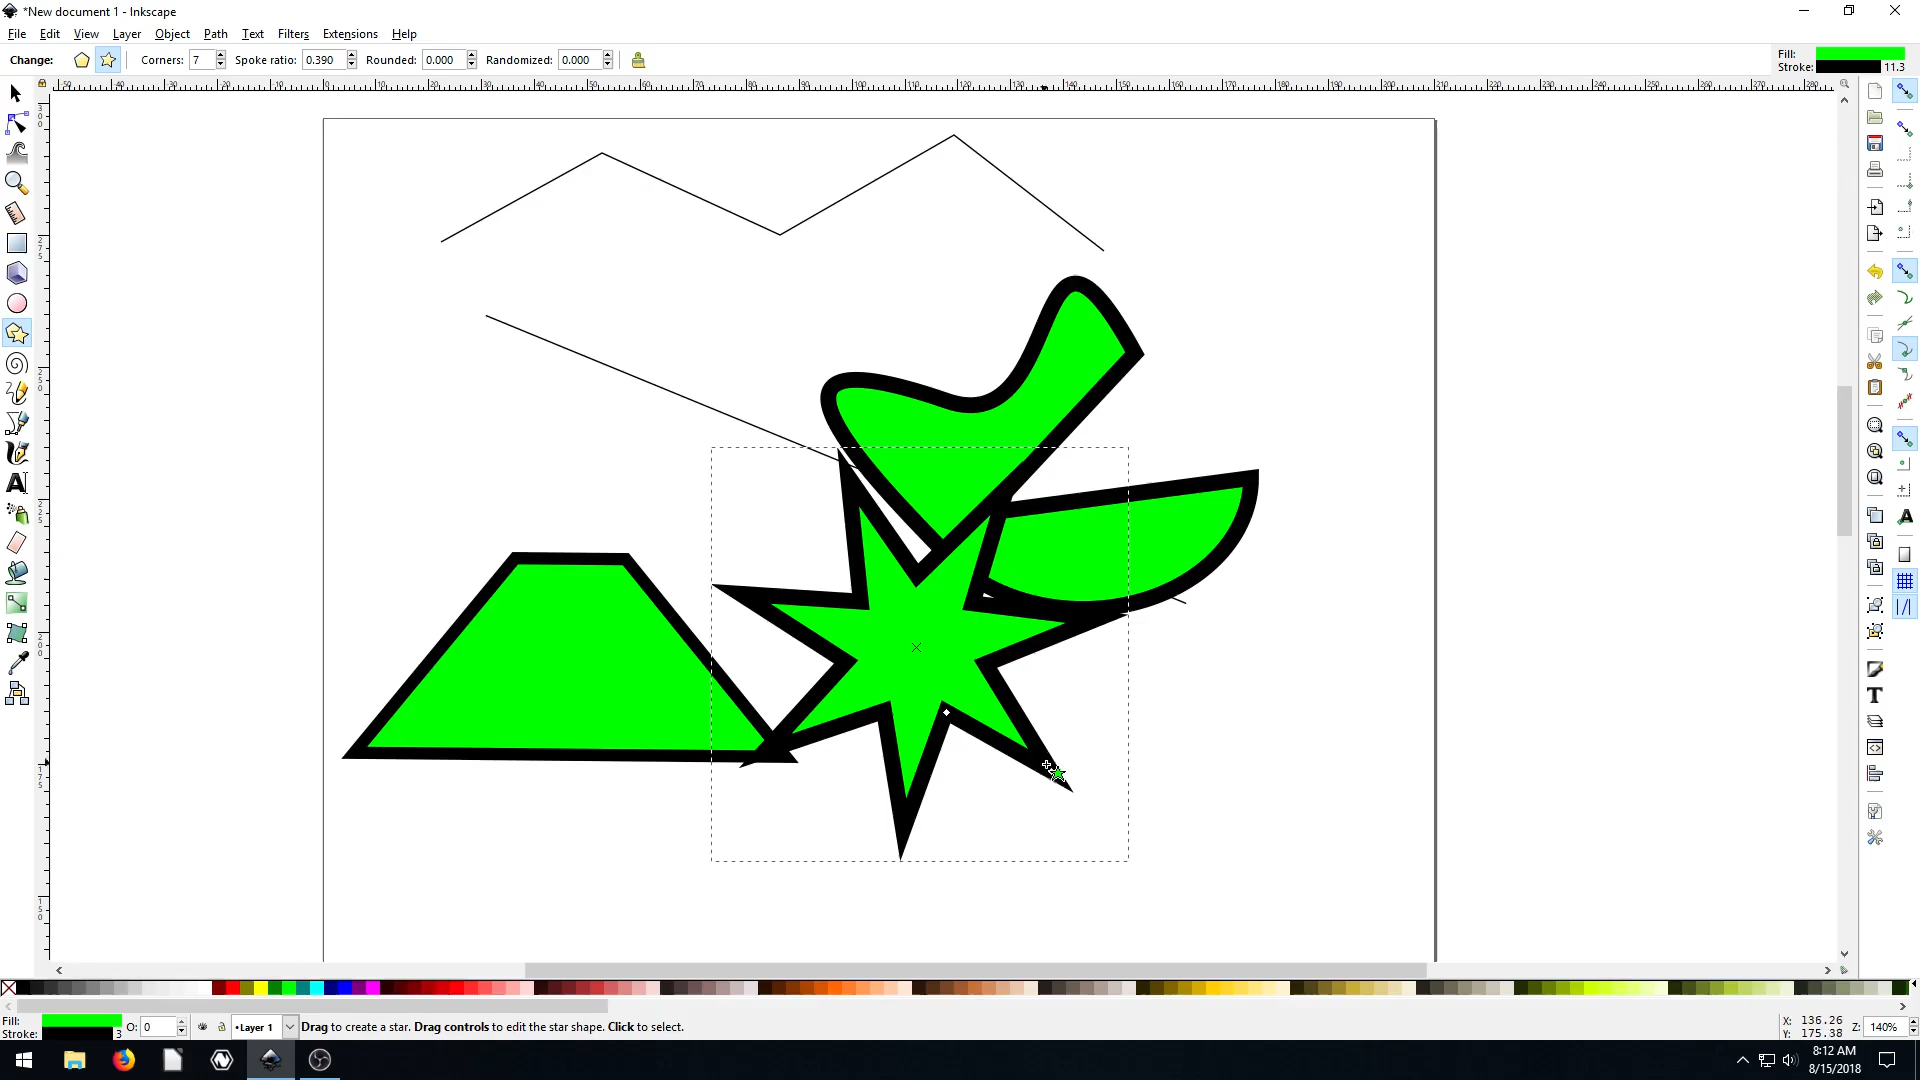 *New document 1 - Inkscape
File Edit View Layer Object Path Text Filters Extensions Help
Change: Corners: 7 Spoke ratio: 0.390 Rounded: 0.000 Randomized: 0.000
Fill:
Stroke: 11.3
Fill:
Stroke: 3
O: 0
•Layer 1
Drag to create a star. Drag controls to edit the star shape. Click to select.
X: 136.26
Y: 175.38
Z: 140%
8:12 AM
8/15/2018